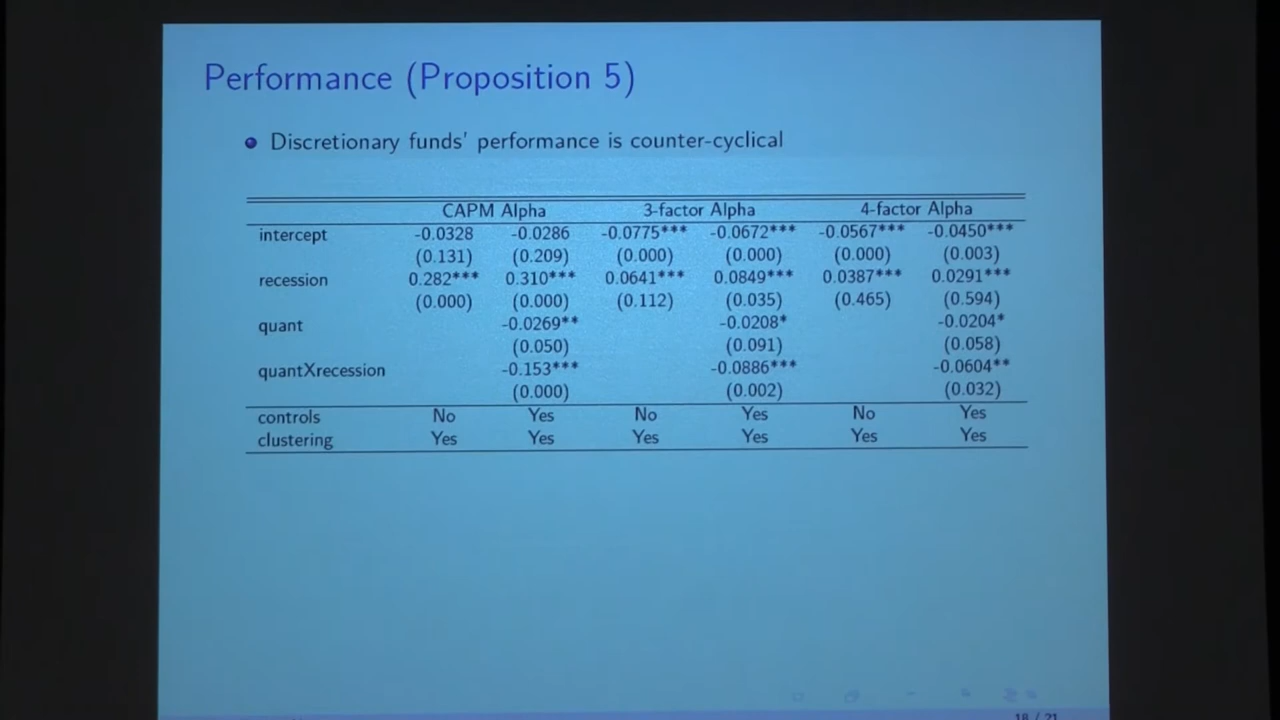 Performance (Proposition 5)
Discretionary funds' performance is counter-cyclical
CAPM Alpha 3-factor Alpha 4-factor Alpha
intercept -0.0328 -0.0286 -0.0775*** -0.0672*** -0.0567*** -0.0450***
(0.131) (0.209) (0.000) (0.000) (0.000) (0.003)
recession 0.282*** 0.310*** 0.0641*** 0.0849*** 0.0387*** 0.0291***
(0.000) (0.000) (0.112) (0.035) (0.465) (0.594)
quant -0.0269** -0.0208* -0.0204*
(0.050) (0.091) (0.058)
quantXrecession -0.153*** -0.0886*** -0.0604**
(0.000) (0.002) (0.032)
controls No Yes No Yes No Yes
clustering Yes Yes Yes Yes Yes Yes
18 / 21